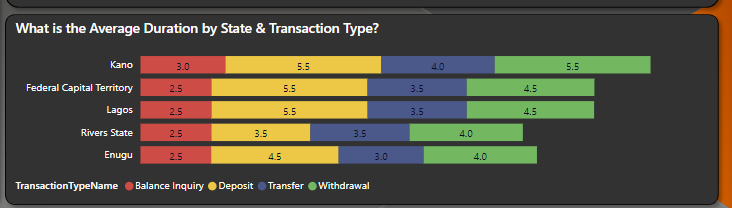 What is the Average Duration by State & Transaction Type?
Kano 3.0 5.5 4.0 5.5
Federal Capital Territory 2.5 5.5 3.5 4.5
Lagos 2.5 5.5 3.5 4.5
Rivers State 2.5 3.5 3.5 4.0
Enugu 2.5 4.5 3.0 4.0
TransactionTypeName Balance Inquiry Deposit Transfer Withdrawal